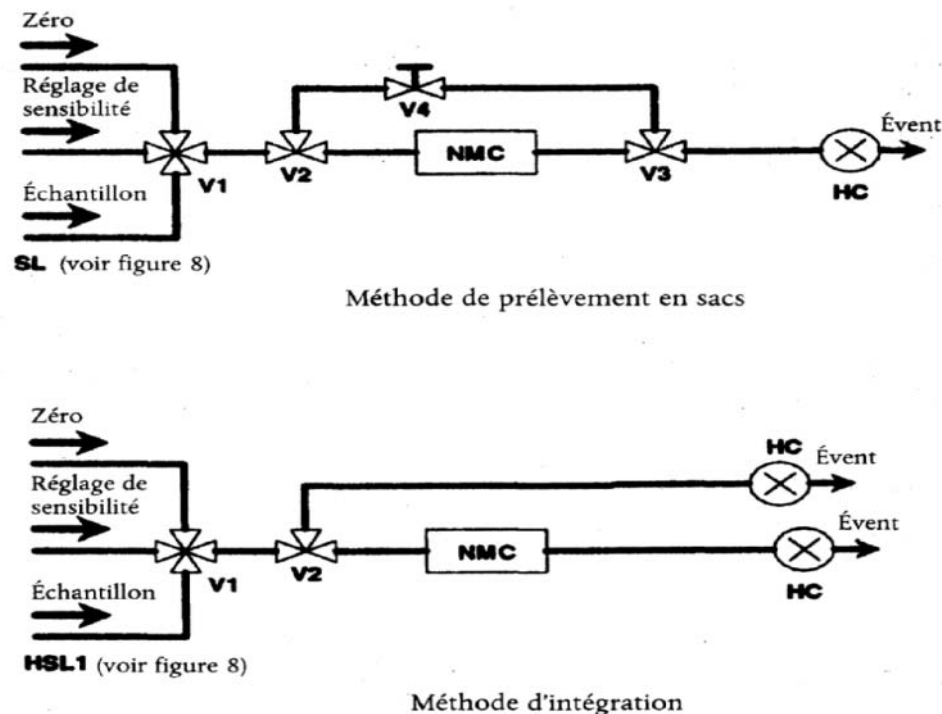 Zéro
Réglage de
sensibilité
Échantillon
V1
V2
V4
NMC
V3
HC
Évent
SL (voir figure 8)
Méthode de prélèvement en sacs
Zéro
Réglage de
sensibilité
Échantillon
V1
V2
NMC
HC
Évent
HC
Évent
HSL1 (voir figure 8)
Méthode d'intégration